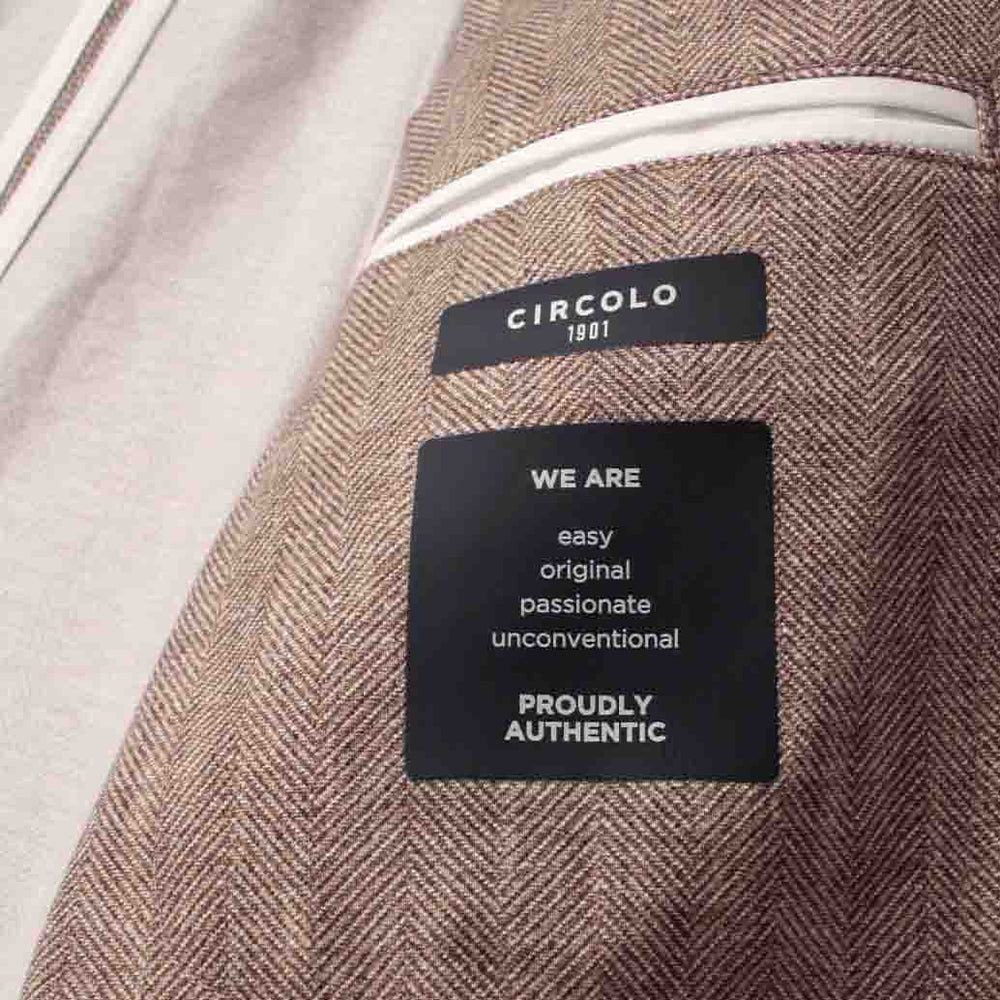 CIRCOLO
1901
WE ARE
easy
original
passionate
unconventional
PROUDLY
AUTHENTIC